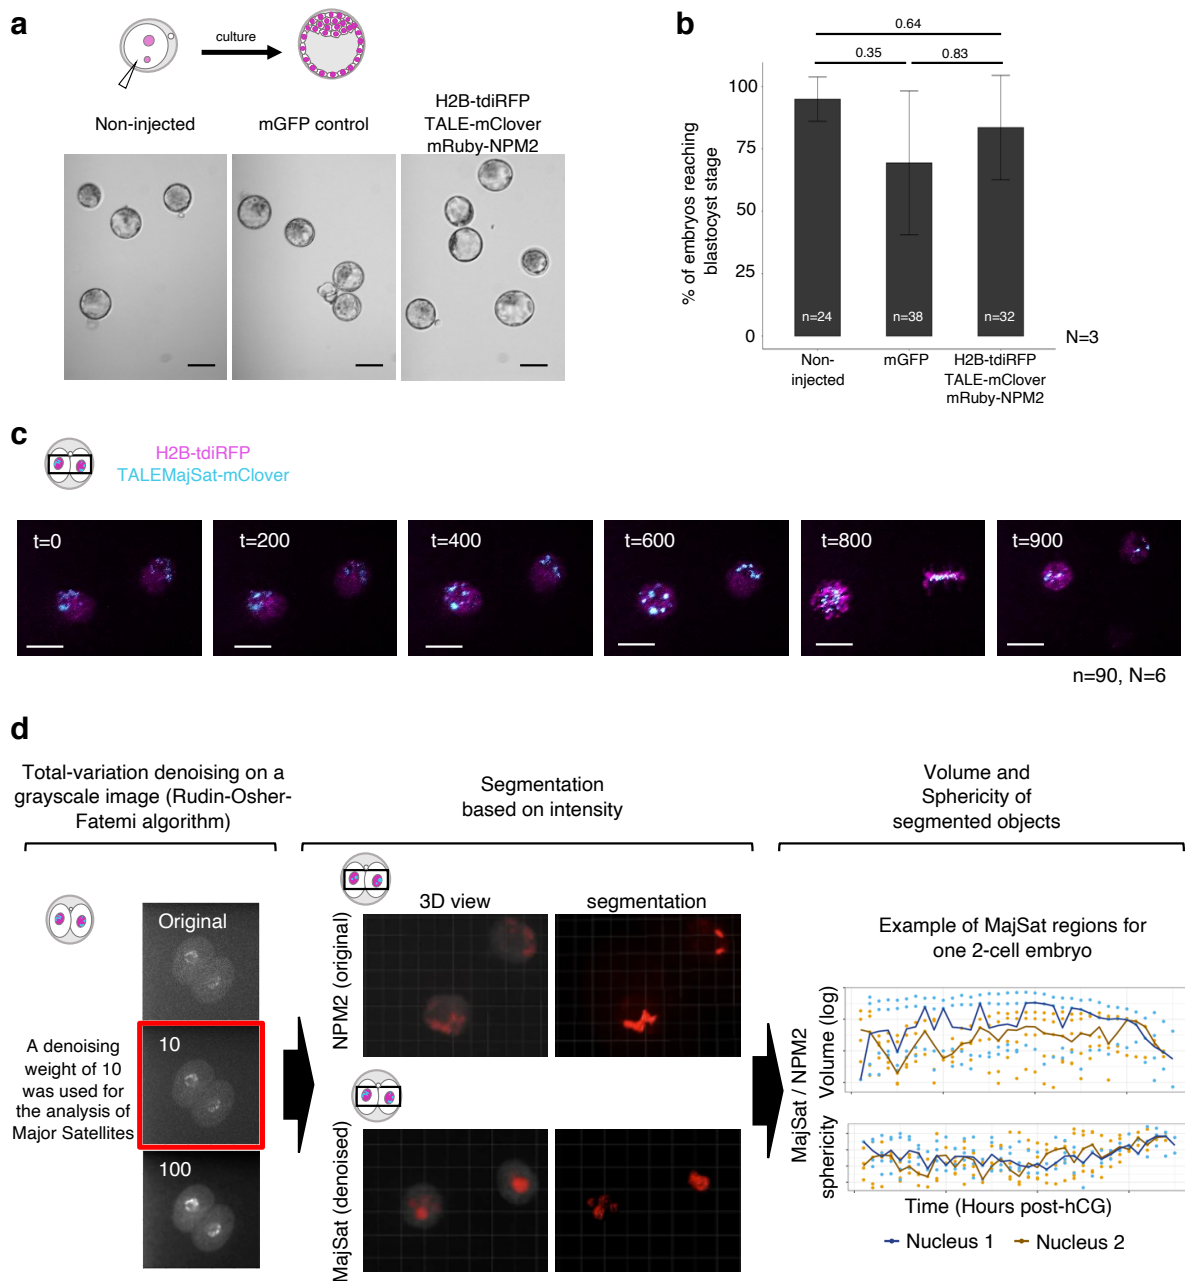 a
culture
Non-injected
mGFP control
H2B-tdiRFP
TALE-mClover
mRuby-NPM2
b
0.64
0.35
0.83
% of embryos reaching
blastocyst stage
100
75
50
25
0
n=24
n=38
n=32
N=3
Non-
injected
mGFP
H2B-tdiRFP
TALE-mClover
mRuby-NPM2
c
H2B-tdiRFP
TALEMajSat-mClover
t=0
t=200
t=400
t=600
t=800
t=900
n=90, N=6
d
Total-variation denoising on a
grayscale image (Rudin-Osher-
Fatemi algorithm)
Segmentation
based on intensity
Volume and
Sphericity of
segmented objects
Original
10
100
A denoising
weight of 10
was used for
the analysis of
Major Satellites
3D view
segmentation
NPM2 (original)
MajSat (denoised)
Example of MajSat regions for
one 2-cell embryo
MajSat / NPM2
Volume (log)
sphericity
Time (Hours post-hCG)
Nucleus 1
Nucleus 2